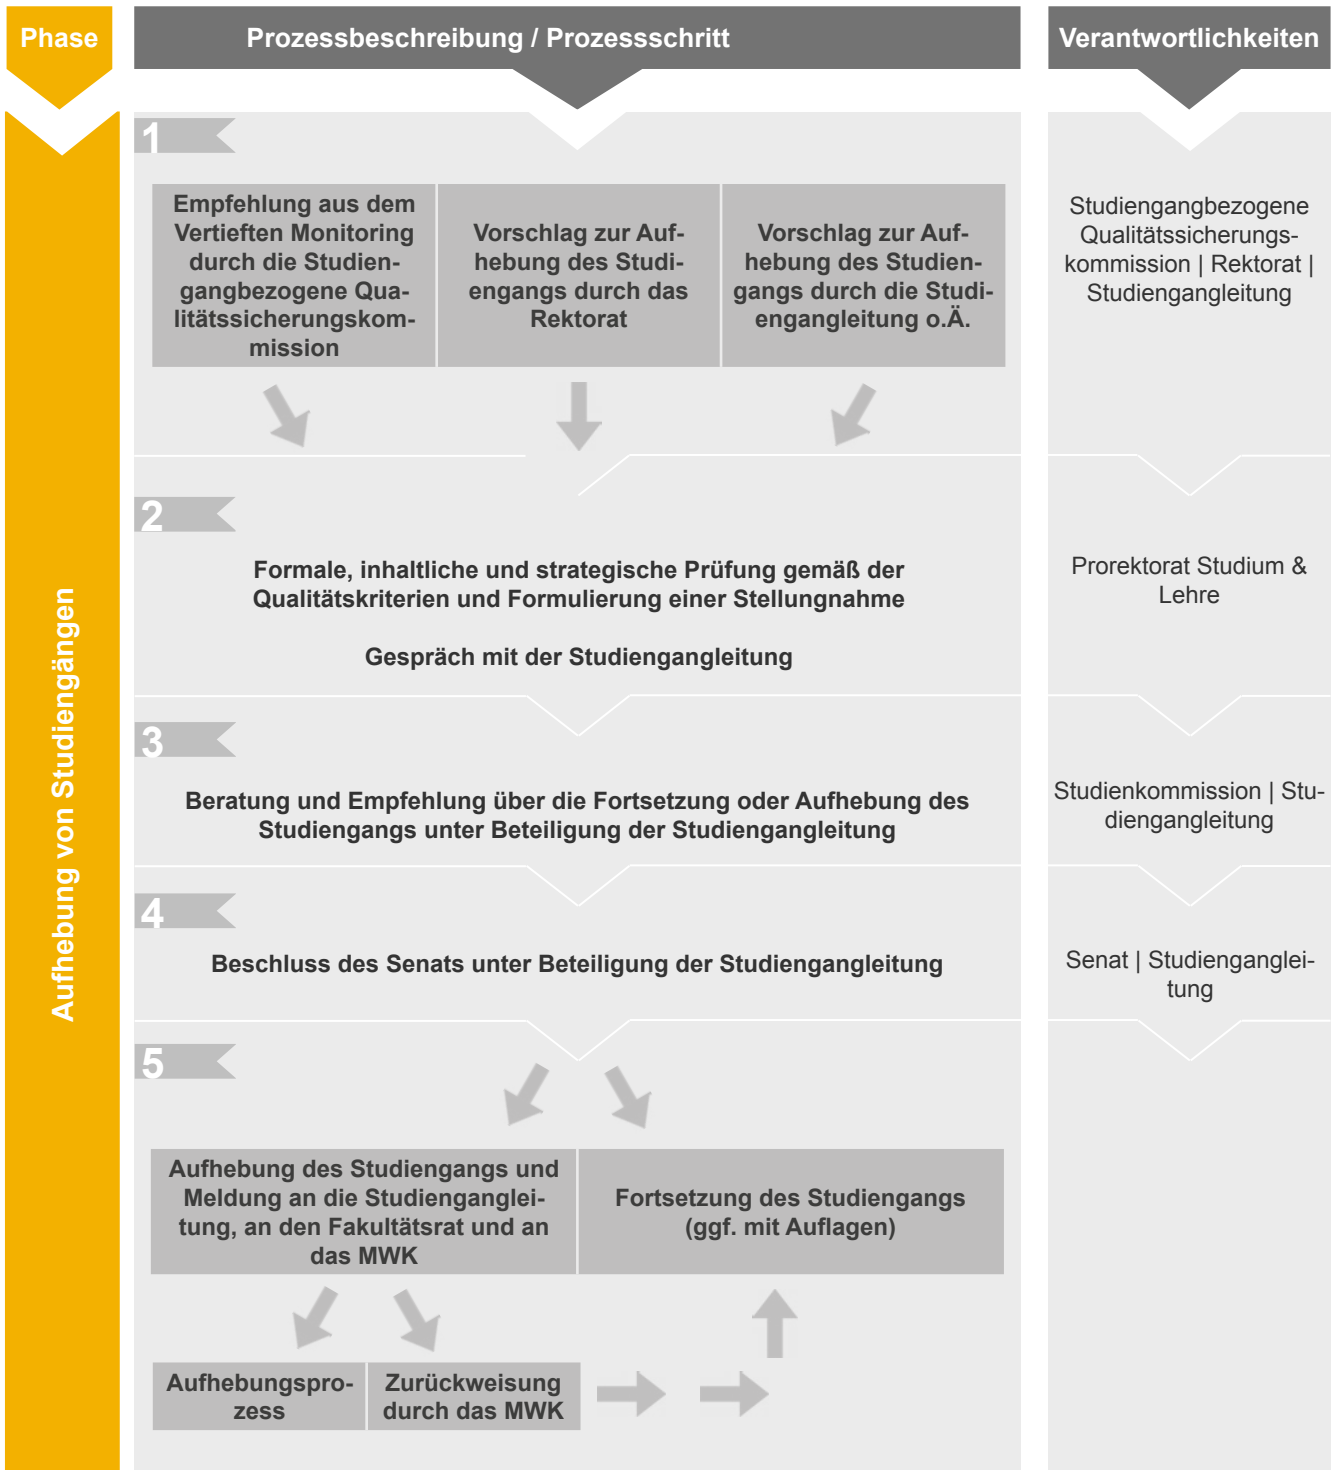 Phase
Prozessbeschreibung / Prozessschritt
Verantwortlichkeiten
Aufhebung von Studiengängen
1
Empfehlung aus dem
Vertieften Monitoring
durch die Studien-
gangbezogene Qua-
litätssicherungskom-
mission
Vorschlag zur Auf-
hebung des Studi-
engangs durch das
Rektorat
Vorschlag zur Auf-
hebung des Studien-
gangs durch die Studi-
engangleitung o.Ä.
Studiengangbezogene
Qualitätssicherungs-
kommission | Rektorat |
Studiengangleitung
2
Formale, inhaltliche und strategische Prüfung gemäß der
Qualitätskriterien und Formulierung einer Stellungnahme
Gespräch mit der Studiengangleitung
Prorektorat Studium &
Lehre
3
Beratung und Empfehlung über die Fortsetzung oder Aufhebung des
Studiengangs unter Beteiligung der Studiengangleitung
Studienkommission | Stu-
diengangleitung
4
Beschluss des Senats unter Beteiligung der Studiengangleitung
Senat | Studienganglei-
tung
5
Aufhebung des Studiengangs und
Meldung an die Studienganglei-
tung, an den Fakultätsrat und an
das MWK
Fortsetzung des Studiengangs
(ggf. mit Auflagen)
Aufhebungspro-
zess
Zurückweisung
durch das MWK